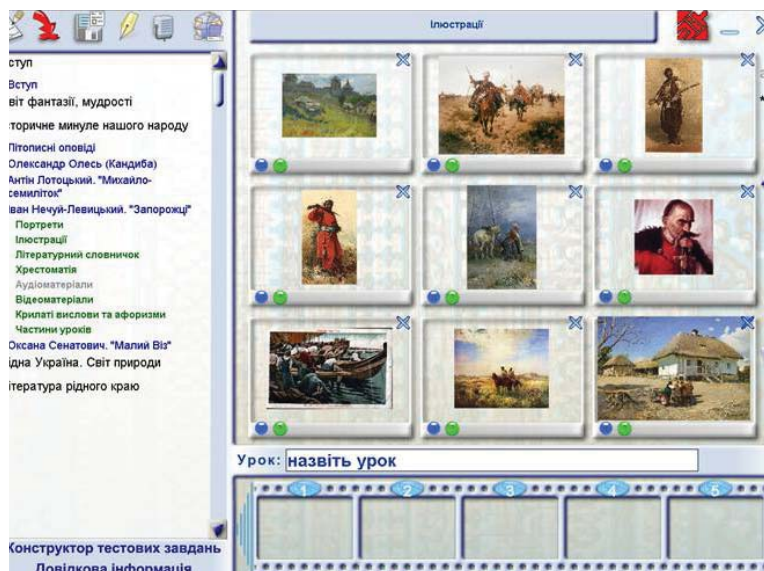 Ілюстрації
ступ
Вступ
віт фантазії, мудрості
сторичне минуле нашого народу
Літописні оповіді
Олександр Олесь (Кандиба)
Антін Лотоцький. "Михайло-
семиліток"
Іван Нечуй-Левицький. "Запорожці"
Портрети
Ілюстрації
Літературний словничок
Хрестоматія
Аудіоматеріали
Відеоматеріали
Крилаті вислови та афоризми
Частини уроків
Оксана Сенатович. "Малий Віз"
ідна Україна. Світ природи
ітература рідного краю
Конструктор тестових завдань
Довідкова інформація
Урок: назвіть урок
1 2 3 4 5